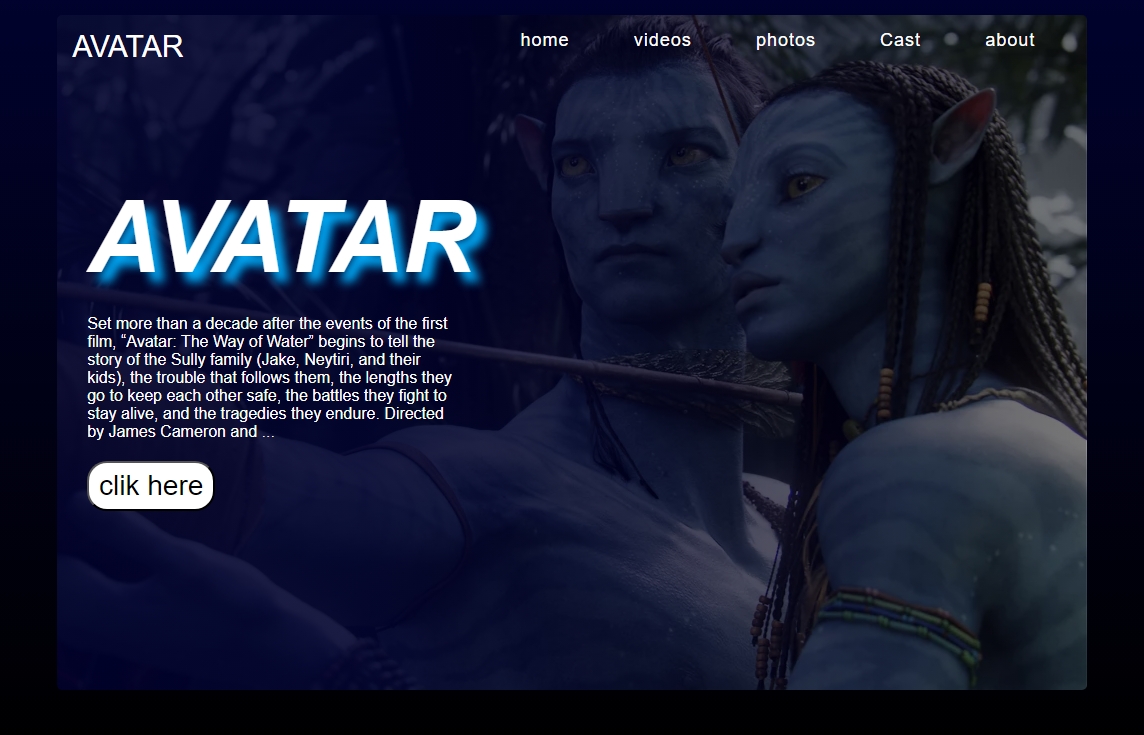 AVATAR
home videos photos Cast about
AVATAR
Set more than a decade after the events of the first
film, “Avatar: The Way of Water” begins to tell the
story of the Sully family (Jake, Neytiri, and their
kids), the trouble that follows them, the lengths they
go to keep each other safe, the battles they fight to
stay alive, and the tragedies they endure. Directed
by James Cameron and ...
clik here